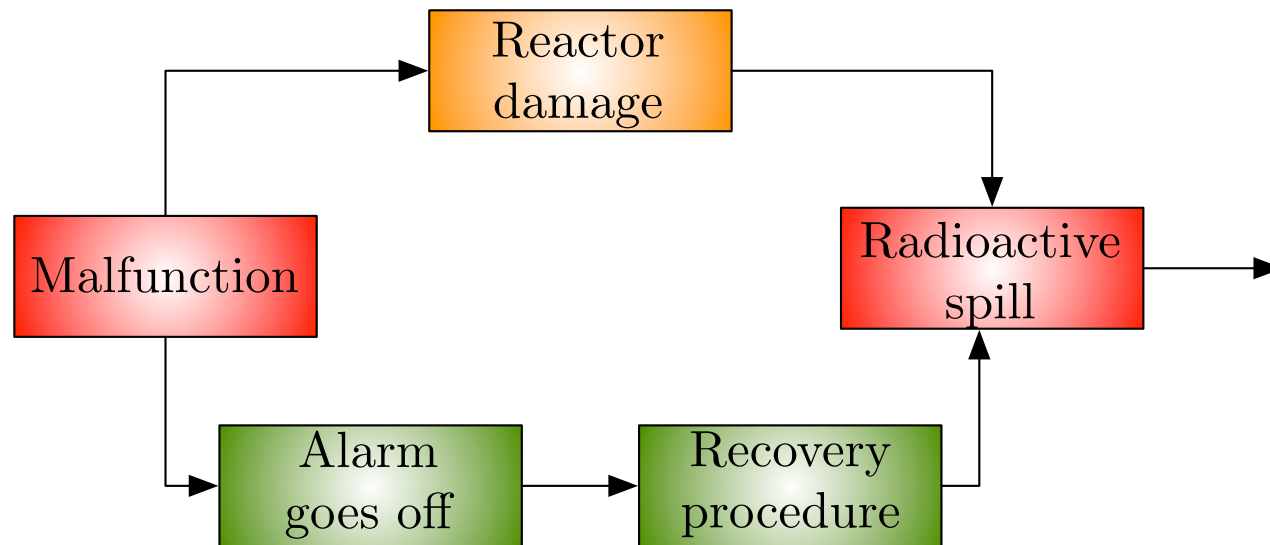 Reactor
damage
Malfunction
Radioactive
spill
Alarm
goes off
Recovery
procedure